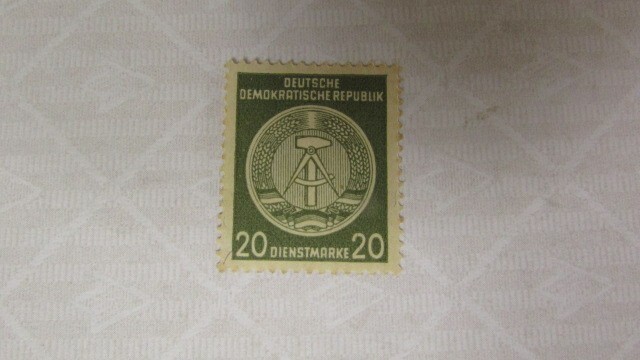 DEUTSCHE
DEMOKRATISCHE REPUBLIK
20 DIENSTMARKE 20